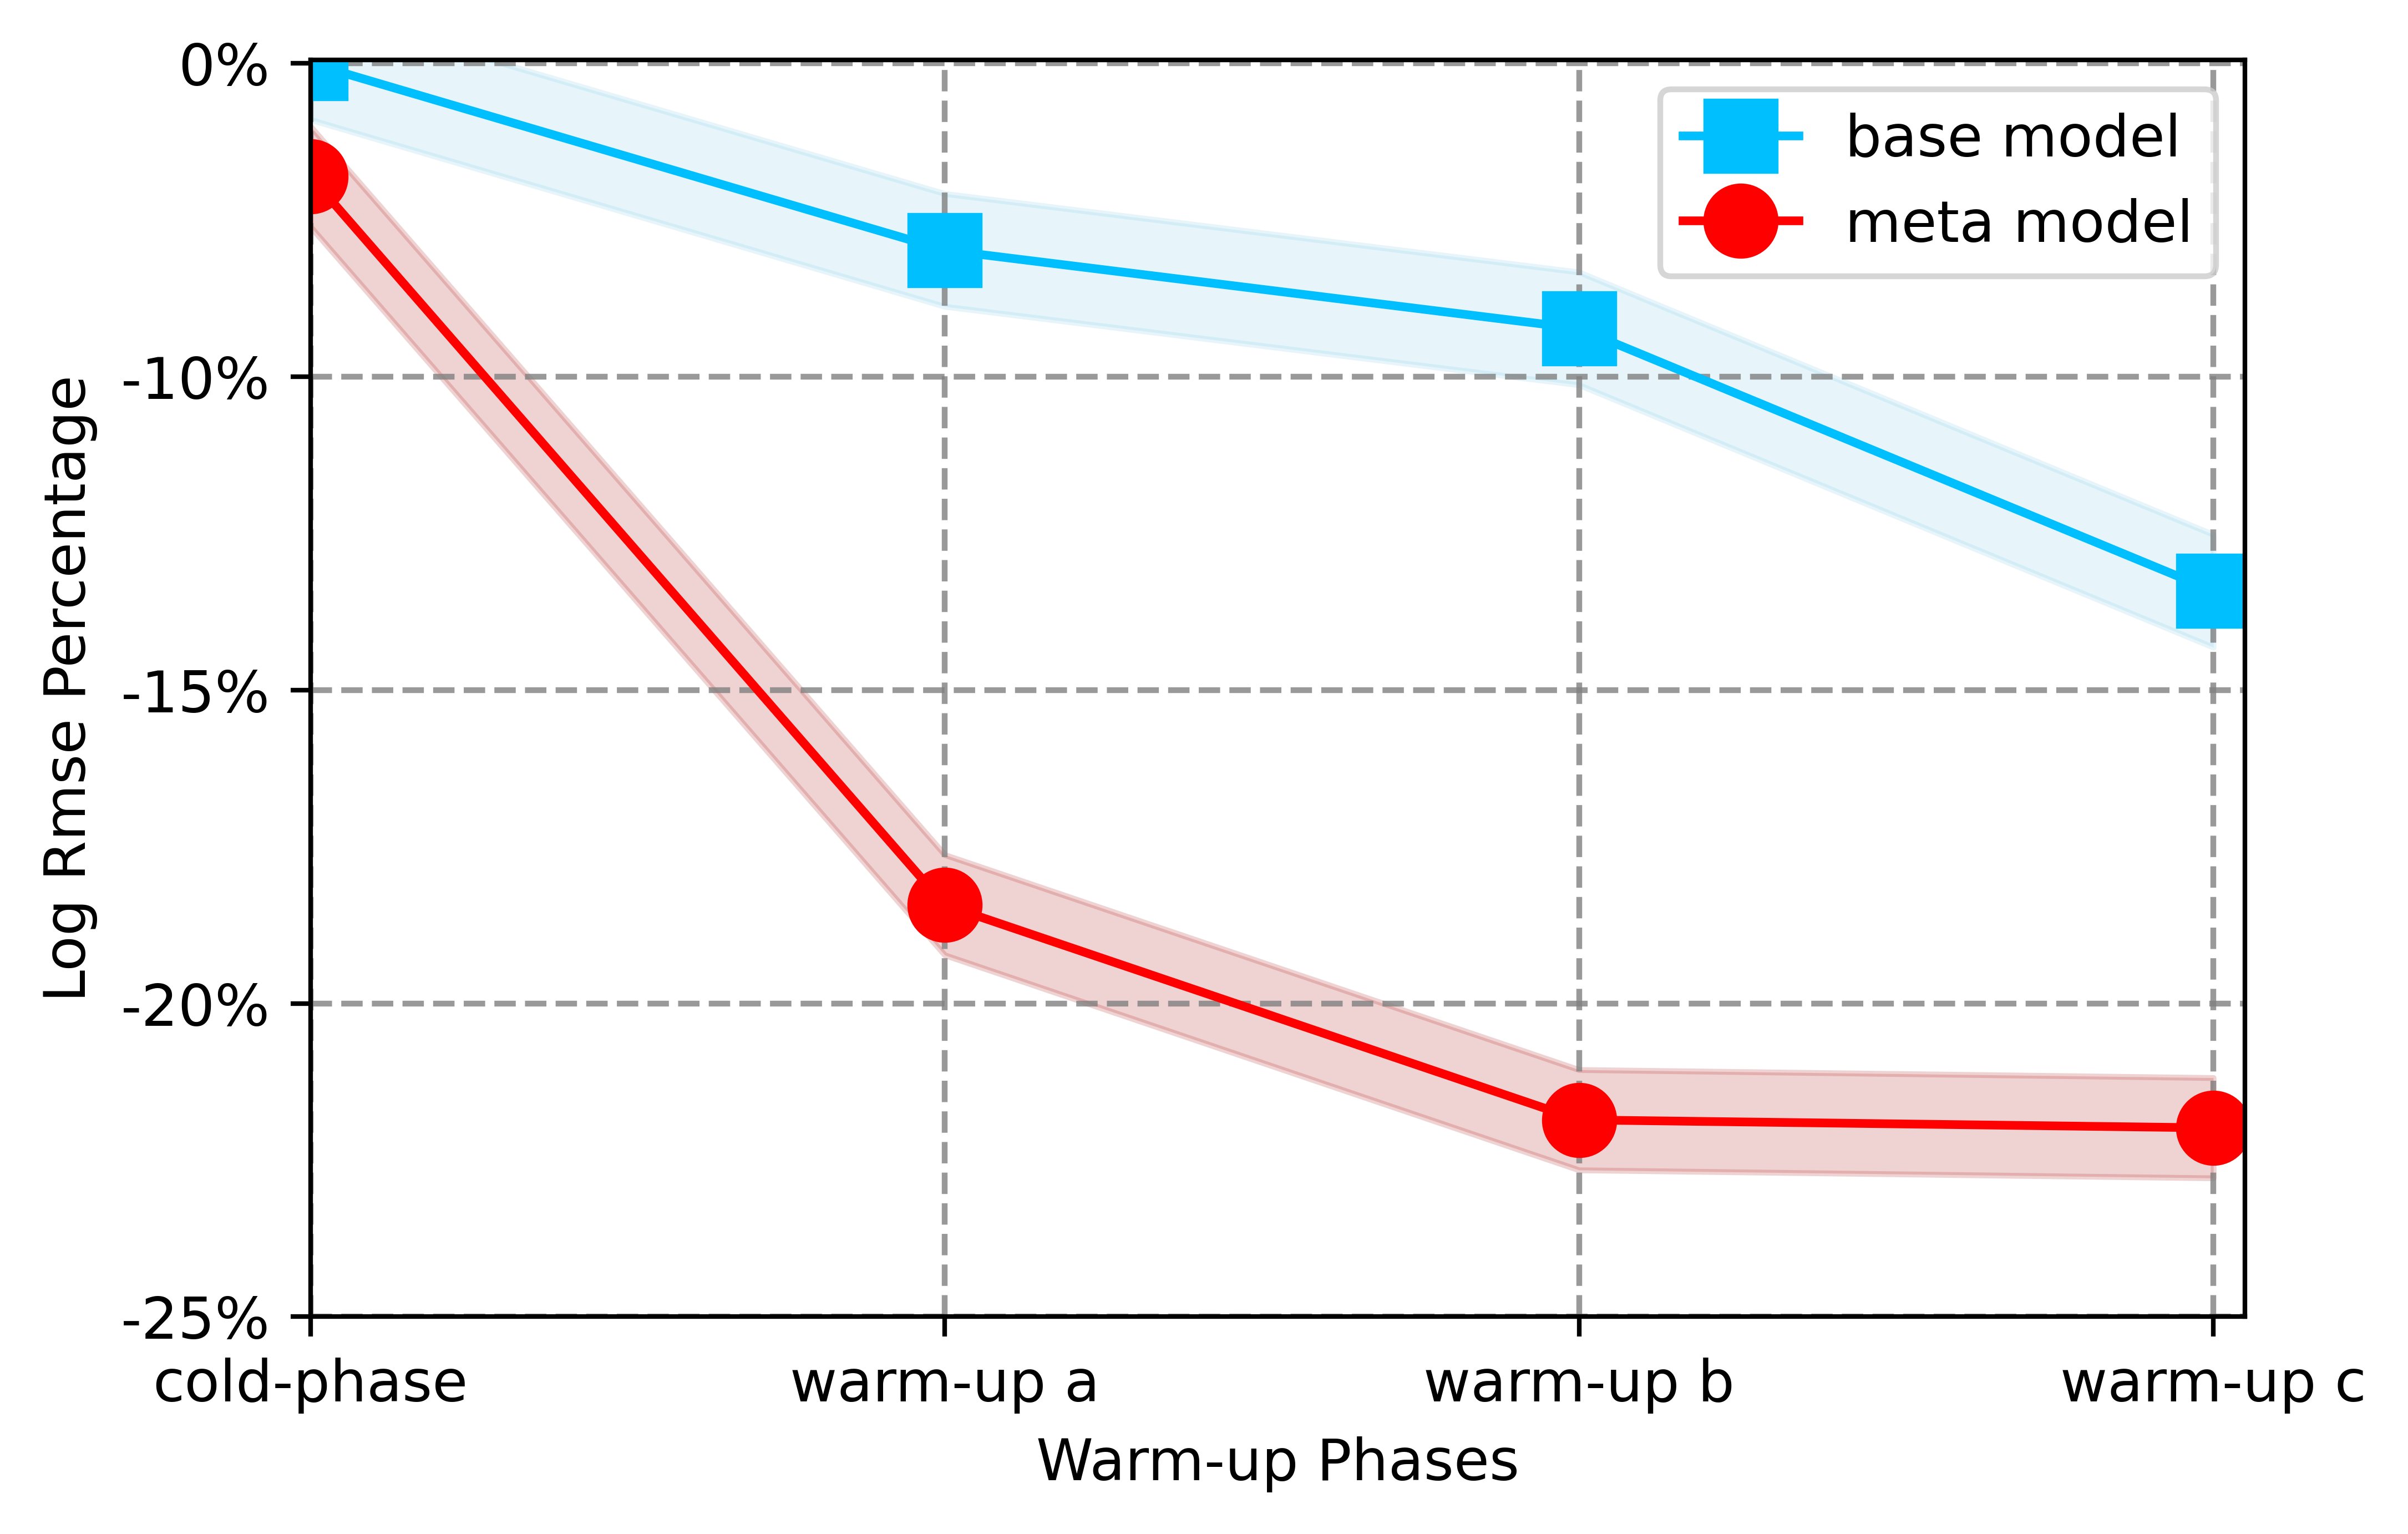 0%
-10%
-15%
-20%
-25%
Log Rmse Percentage
base model
meta model
cold-phase
warm-up a
warm-up b
warm-up c
Warm-up Phases